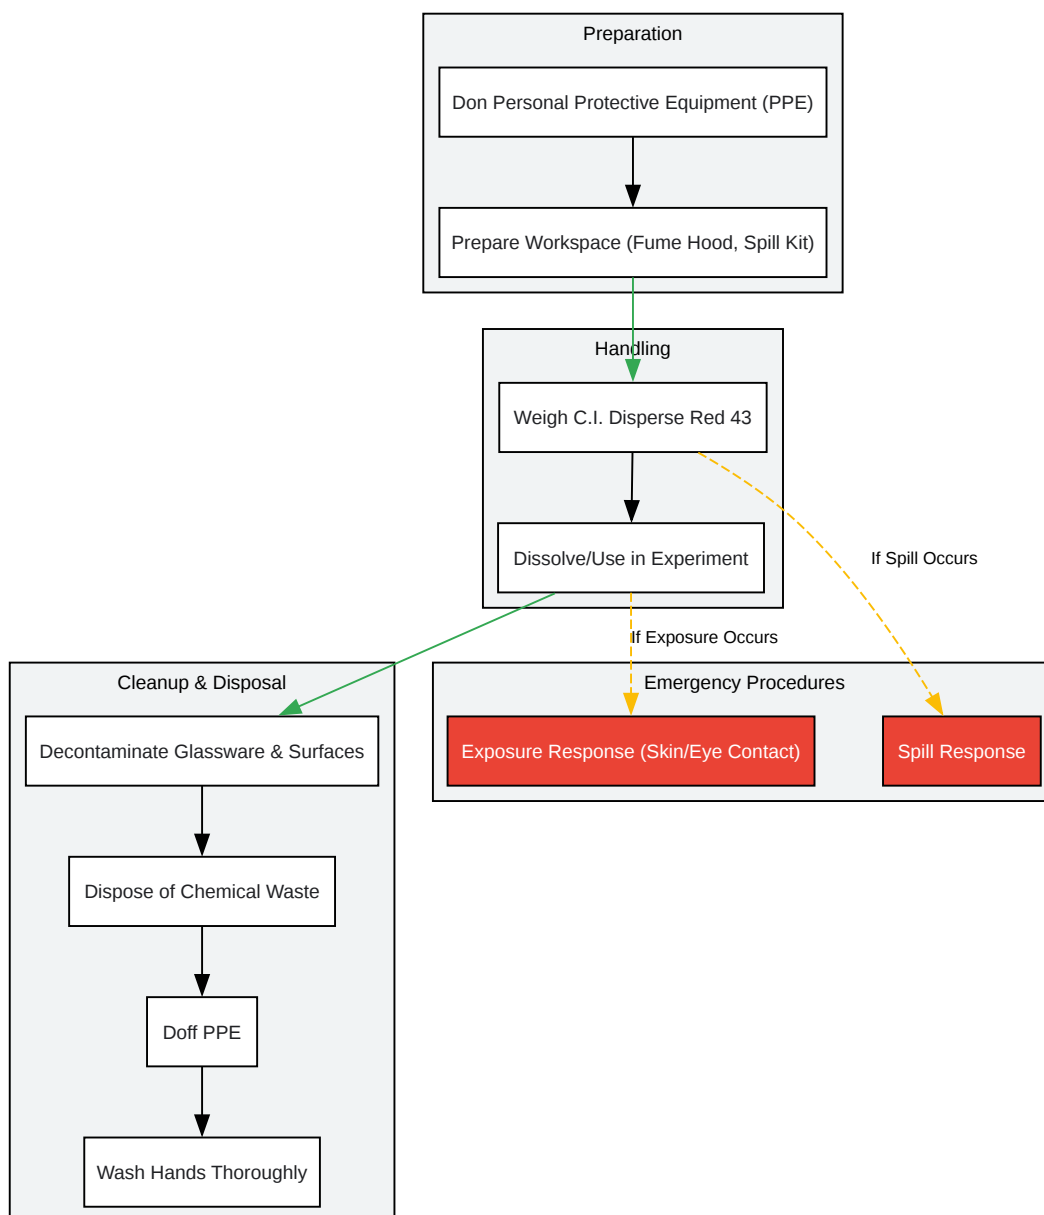 Preparation
Don Personal Protective Equipment (PPE)
Prepare Workspace (Fume Hood, Spill Kit)
Handling
Weigh C.I. Disperse Red 43
Dissolve/Use in Experiment
If Spill Occurs
If Exposure Occurs
Cleanup & Disposal
Emergency Procedures
Decontaminate Glassware & Surfaces
Exposure Response (Skin/Eye Contact)
Spill Response
Dispose of Chemical Waste
Doff PPE
Wash Hands Thoroughly